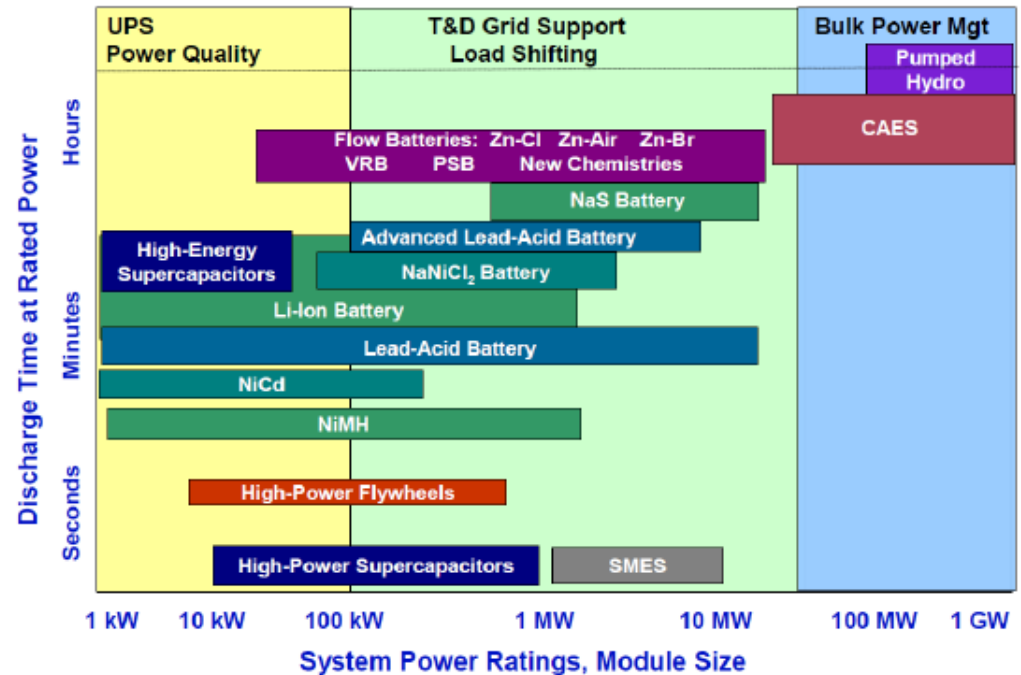 UPS
Power Quality
T&D Grid Support
Load Shifting
Bulk Power Mgt
Pumped
Hydro
CAES
Flow Batteries: Zn-Cl Zn-Air Zn-Br
VRB PSB New Chemistries
NaS Battery
Advanced Lead-Acid Battery
High-Energy
Supercapacitors
NaNiCl₂ Battery
Li-Ion Battery
Lead-Acid Battery
NiCd
NiMH
High-Power Flywheels
High-Power Supercapacitors
SMES
Discharge Time at Rated Power
Hours
Minutes
Seconds
1 kW 10 kW 100 kW 1 MW 10 MW 100 MW 1 GW
System Power Ratings, Module Size